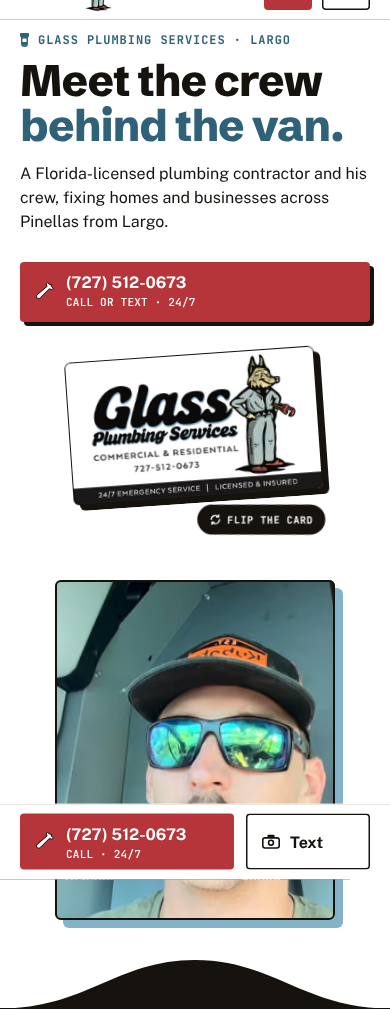 GLASS PLUMBING SERVICES · LARGO
Meet the crew
behind the van.
A Florida-licensed plumbing contractor and his
crew, fixing homes and businesses across
Pinellas from Largo.
(727) 512-0673
CALL OR TEXT · 24/7
Glass
Plumbing Services
COMMERCIAL & RESIDENTIAL
727-512-0673
24/7 EMERGENCY SERVICE | LICENSED & INSURED
FLIP THE CARD
(727) 512-0673
CALL · 24/7
Text